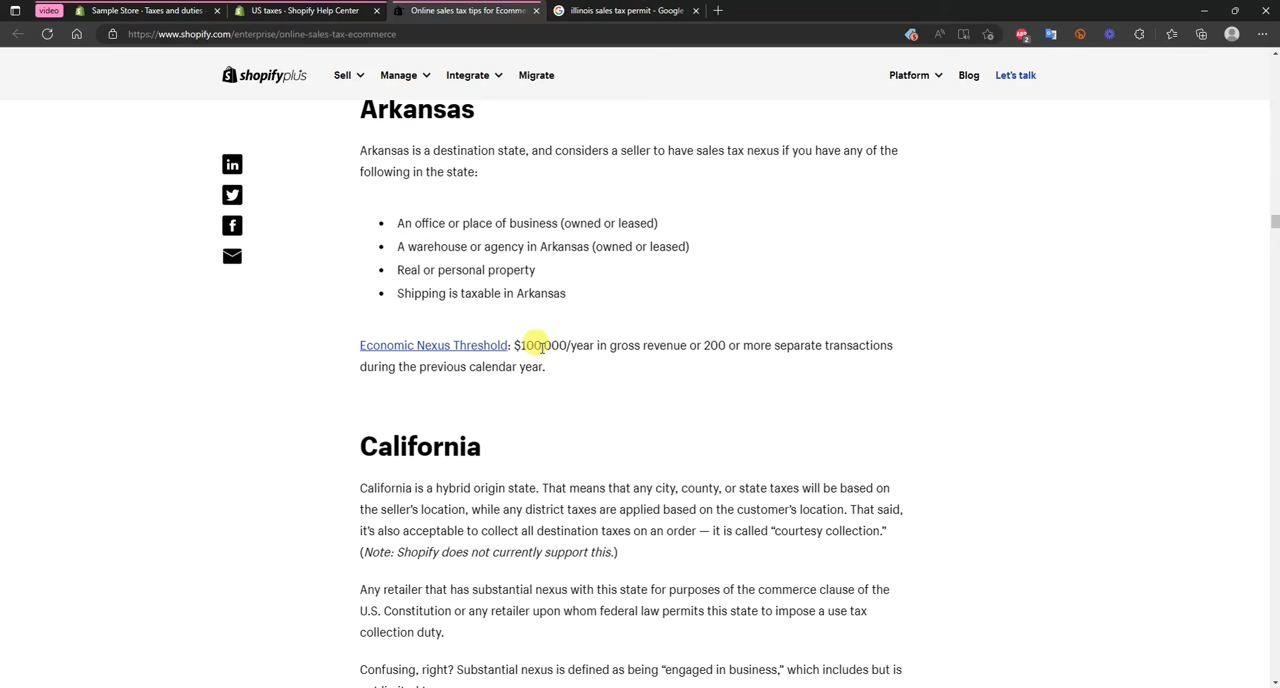 video
Sample Store - Taxes and duties -
US taxes - Shopify Help Center
Online sales tax tips for Ecomme
illinois sales tax permit - Google
https://www.shopify.com/enterprise/online-sales-tax-ecommerce
2
shopifyplus
Sell
Manage
Integrate
Migrate
Platform
Blog
Let's talk
Arkansas
Arkansas is a destination state, and considers a seller to have sales tax nexus if you have any of the
following in the state:
• An office or place of business (owned or leased)
• A warehouse or agency in Arkansas (owned or leased)
• Real or personal property
• Shipping is taxable in Arkansas
Economic Nexus Threshold: $100,000/year in gross revenue or 200 or more separate transactions
during the previous calendar year.
California
California is a hybrid origin state. That means that any city, county, or state taxes will be based on
the seller's location, while any district taxes are applied based on the customer's location. That said,
it's also acceptable to collect all destination taxes on an order — it is called “courtesy collection.”
(Note: Shopify does not currently support this.)
Any retailer that has substantial nexus with this state for purposes of the commerce clause of the
U.S. Constitution or any retailer upon whom federal law permits this state to impose a use tax
collection duty.
Confusing, right? Substantial nexus is defined as being “engaged in business,” which includes but is